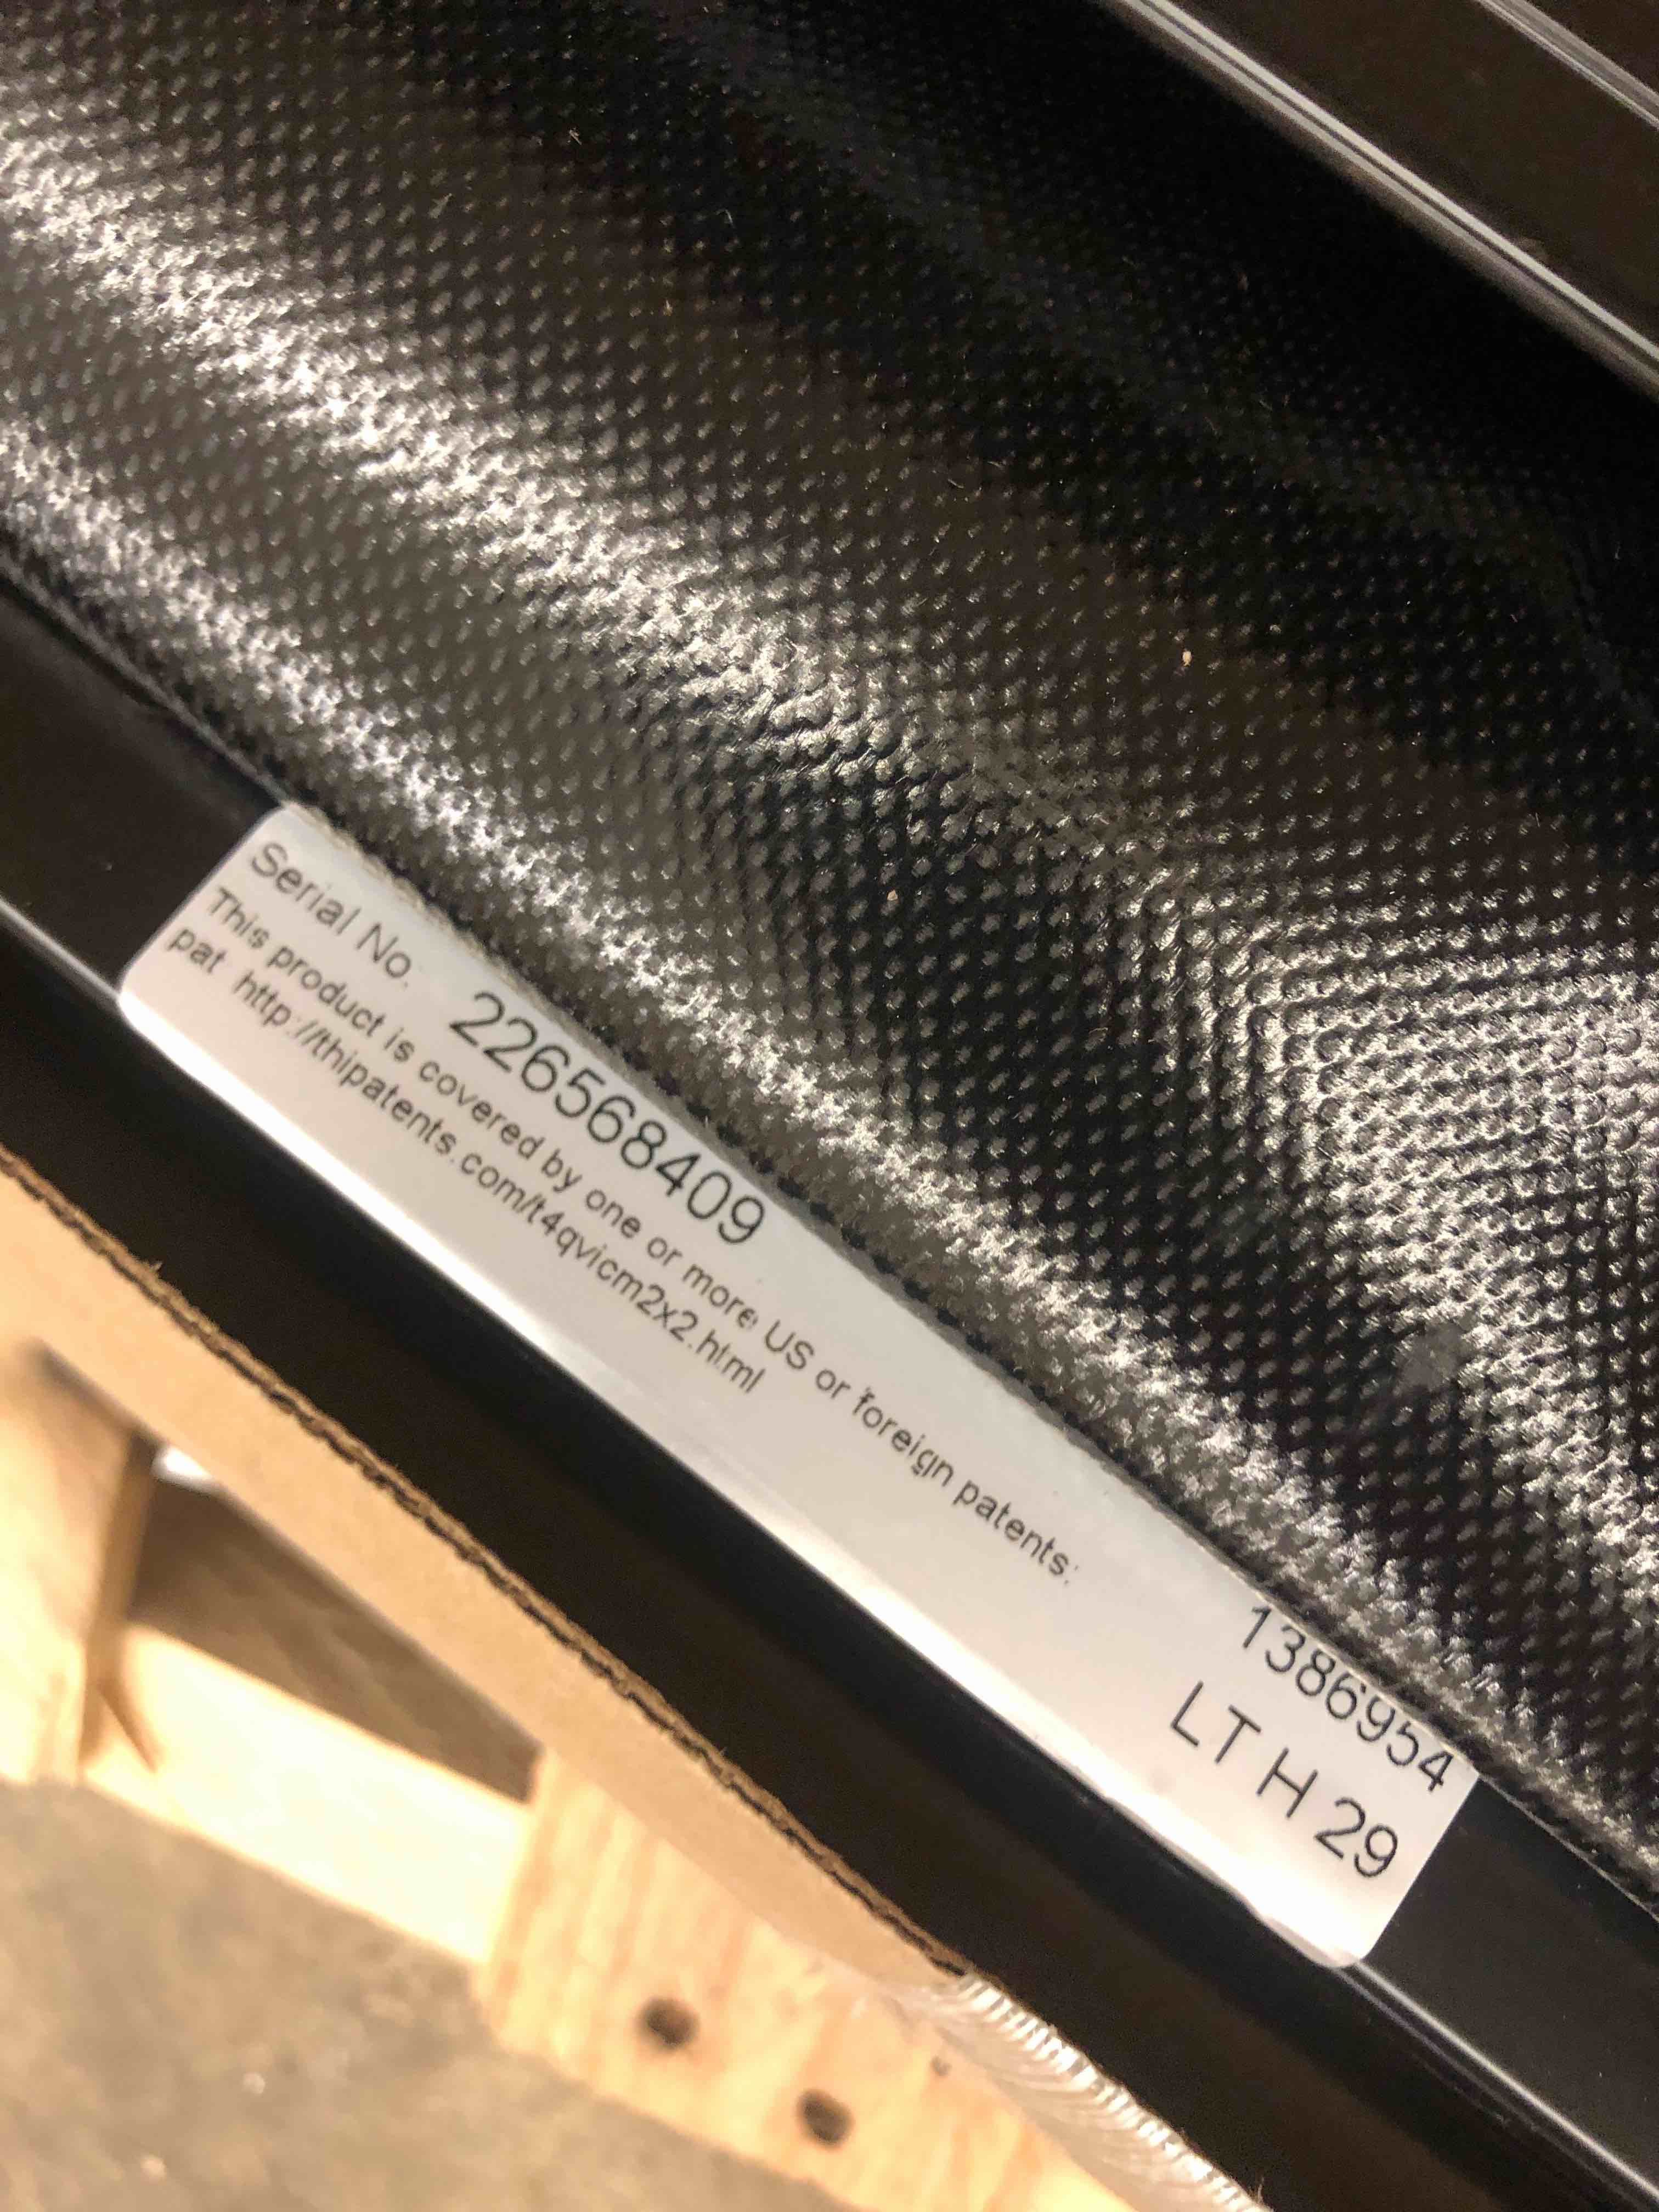 Serial No. 226568409
This product is covered by one or more US or foreign patents:
pat http://thipatents.com/t4qvicm2x2.html
1386954
LT H 29